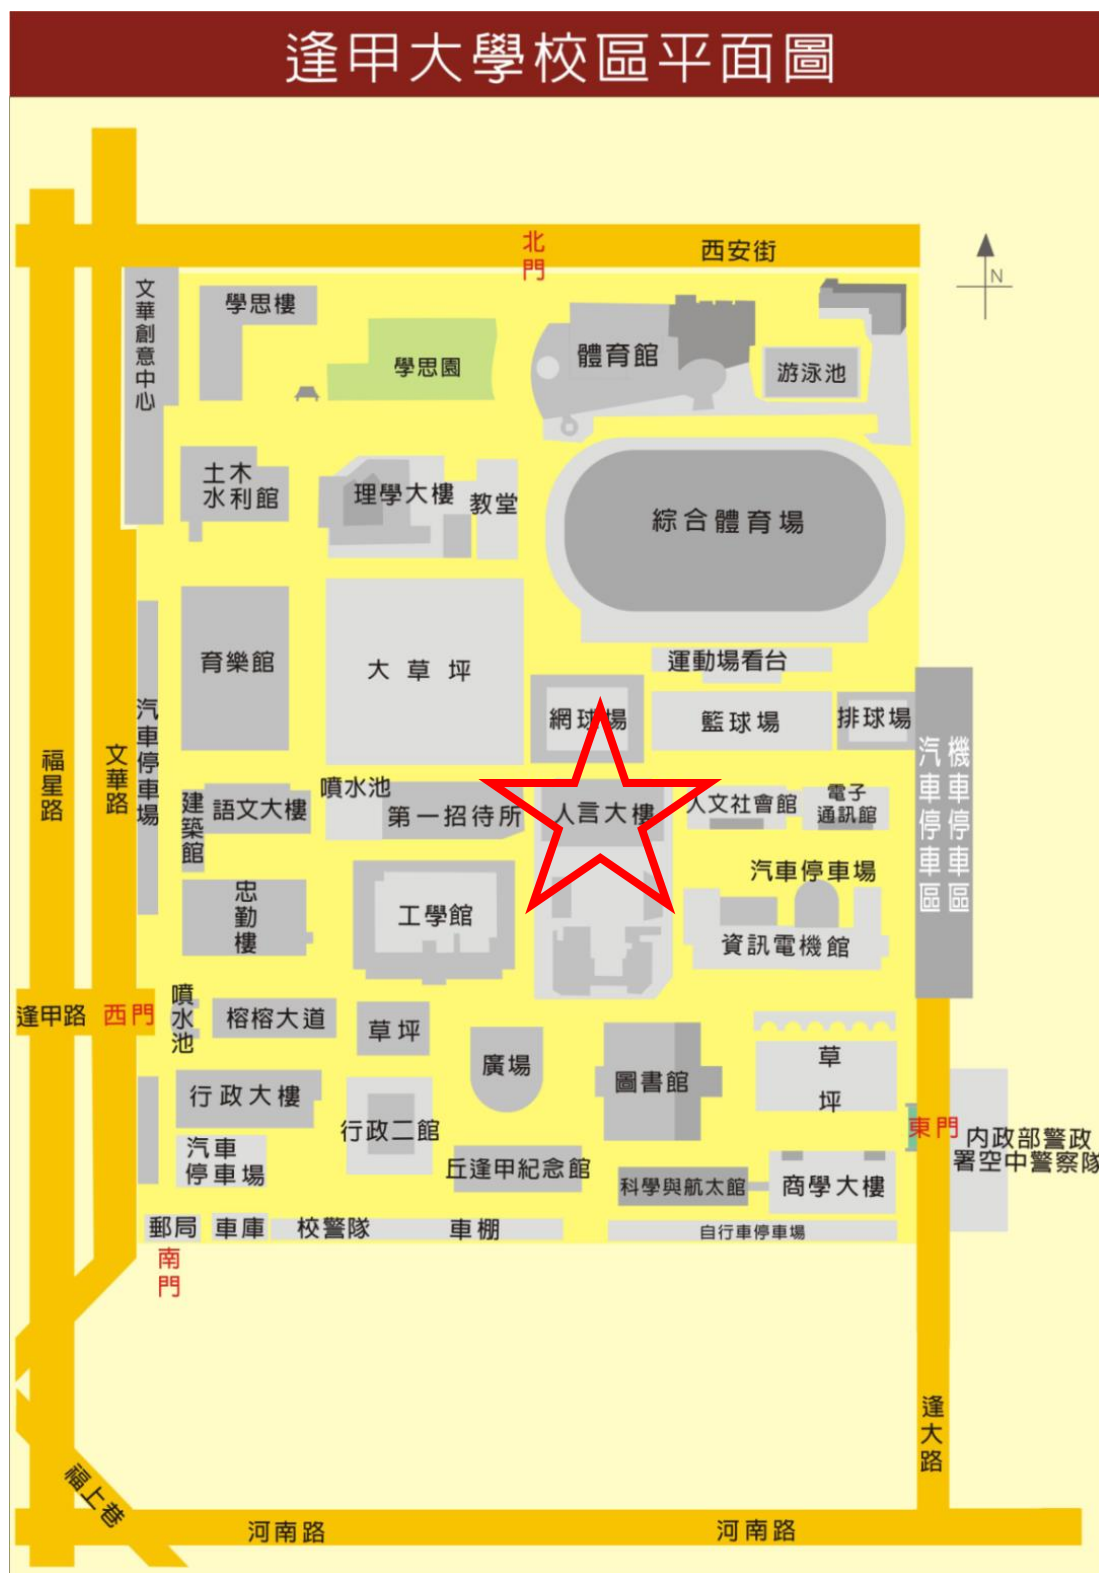 逢甲大學校區平面圖
北門
西安街
N
文華創意中心
學思樓
學思園
體育館
游泳池
土木
水利館
理學大樓
教堂
綜合體育場
育樂館
大草坪
運動場看台
網球場
籃球場
排球場
汽車停車場
福星路
文華路
汽車停車區
機車停車區
建築館
語文大樓
噴水池
第一招待所
人言大樓
人文社會館
電子
通訊館
汽車停車場
忠勤樓
工學館
資訊電機館
逢甲路
西門
噴水池
榕榕大道
草坪
廣場
圖書館
草坪
行政大樓
行政二館
東門
內政部警政
署空中警察隊
汽車
停車場
丘逢甲紀念館
科學與航太館
商學大樓
郵局
車庫
校警隊
車棚
自行車停車場
南門
逢大路
福上巷
河南路
河南路